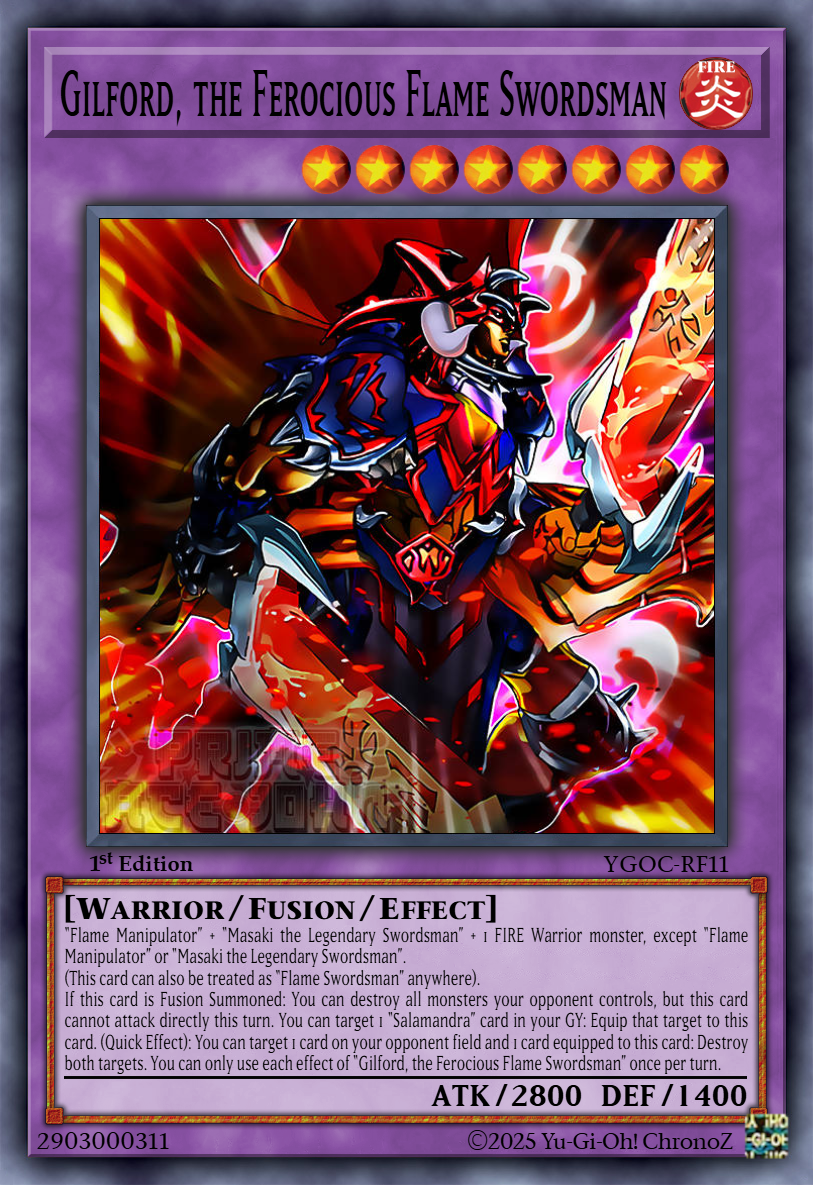 Gilford, the Ferocious Flame Swordsman
FIRE
炎
1st Edition
YGOC-RF11
[Warrior/Fusion/Effect]
"Flame Manipulator" + "Masaki the Legendary Swordsman" + 1 FIRE Warrior monster, except "Flame
Manipulator" or "Masaki the Legendary Swordsman".
(This card can also be treated as "Flame Swordsman" anywhere).
If this card is Fusion Summoned: You can destroy all monsters your opponent controls, but this card
cannot attack directly this turn. You can target 1 "Salamandra" card in your GY: Equip that target to this
card. (Quick Effect): You can target 1 card on your opponent field and 1 card equipped to this card: Destroy
both targets. You can only use each effect of "Gilford, the Ferocious Flame Swordsman" once per turn.
ATK/2800 DEF/1400
2903000311
©2025 Yu-Gi-Oh! ChronoZ